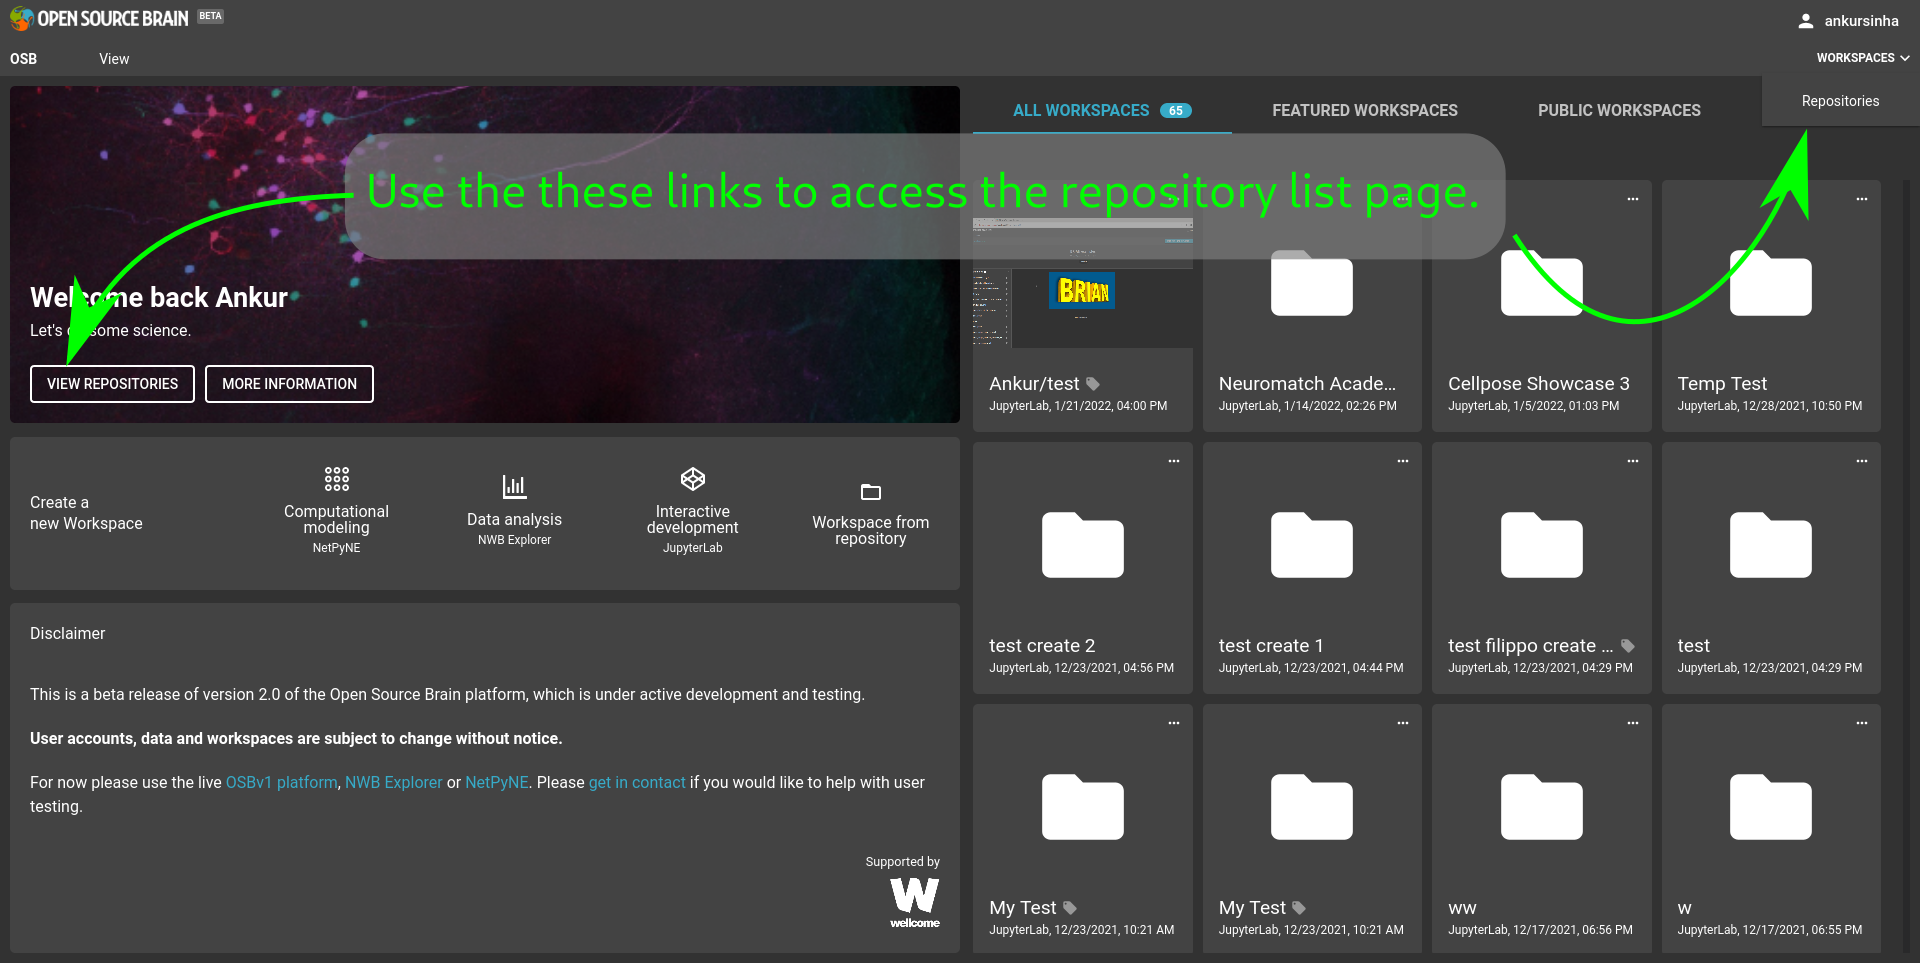 OPEN SOURCE BRAIN BETA
ankursinha
OSB View
WORKSPACES
Repositories
ALL WORKSPACES 65 FEATURED WORKSPACES PUBLIC WORKSPACES
Use the these links to access the repository list page.
Welcome back Ankur
Let's some science.
VIEW REPOSITORIES MORE INFORMATION
BRIAN
Ankur/test
JupyterLab, 1/21/2022, 04:00 PM
Neuromatch Acade...
JupyterLab, 1/14/2022, 02:26 PM
Cellpose Showcase 3
JupyterLab, 1/5/2022, 01:03 PM
Temp Test
JupyterLab, 12/28/2021, 10:50 PM
Create a
new Workspace
Computational
modeling
NetPyNE
Data analysis
NWB Explorer
Interactive
development
JupyterLab
Workspace from
repository
test create 2
JupyterLab, 12/23/2021, 04:56 PM
test create 1
JupyterLab, 12/23/2021, 04:44 PM
test filippo create ...
JupyterLab, 12/23/2021, 04:29 PM
test
JupyterLab, 12/23/2021, 04:29 PM
Disclaimer
This is a beta release of version 2.0 of the Open Source Brain platform, which is under active development and testing.
User accounts, data and workspaces are subject to change without notice.
For now please use the live OSBv1 platform, NWB Explorer or NetPyNE. Please get in contact if you would like to help with user
testing.
Supported by
W
wellcome
My Test
JupyterLab, 12/23/2021, 10:21 AM
My Test
JupyterLab, 12/23/2021, 10:21 AM
ww
JupyterLab, 12/17/2021, 06:56 PM
w
JupyterLab, 12/17/2021, 06:55 PM